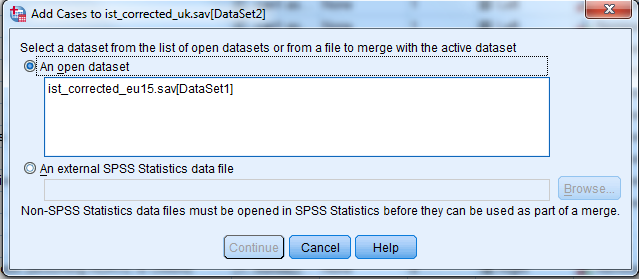 Add Cases to ist_corrected_uk.sav[DataSet2]
Select a dataset from the list of open datasets or from a file to merge with the active dataset
An open dataset
ist_corrected_eu15.sav[DataSet1]
An external SPSS Statistics data file
Browse...
Non-SPSS Statistics data files must be opened in SPSS Statistics before they can be used as part of a merge.
Continue Cancel Help